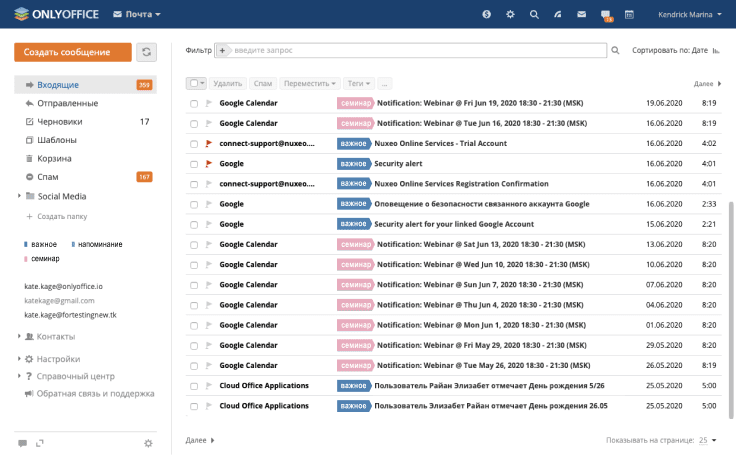 ONLYOFFICE Почта Kendrick Marina
Создать сообщение
Фильтр + введите запрос Сортировать по: Дате
Удалить Спам Переместить Теги ... Далее
Входящие 259
Отправленные
Черновики 17
Шаблоны
Корзина
Спам 167
Social Media
+ Создать папку
важное напоминание
семинар
kate.kage@onlyoffice.io
katekage@gmail.com
kate.kage@fortestingnew.tk
Контакты
Настройки
? Справочный центр
Обратная связь и поддержка
Google Calendar семинар Notification: Webinar @ Fri Jun 19, 2020 18:30 - 21:30 (MSK) 19.06.2020 8:19
Google Calendar семинар Notification: Webinar @ Tue Jun 16, 2020 18:30 - 21:30 (MSK) 16.06.2020 8:19
connect-support@nuxeo.... важное Nuxeo Online Services - Trial Account 16.06.2020 4:02
Google важное Security alert 16.06.2020 4:01
connect-support@nuxeo.... важное Nuxeo Online Services Registration Confirmation 16.06.2020 4:01
Google важное Оповещение о безопасности связанного аккаунта Google 16.06.2020 2:33
Google важное Security alert for your linked Google Account 15.06.2020 2:21
Google Calendar семинар Notification: Webinar @ Sat Jun 13, 2020 18:30 - 21:30 (MSK) 13.06.2020 8:20
Google Calendar семинар Notification: Webinar @ Wed Jun 10, 2020 18:30 - 21:30 (MSK) 10.06.2020 8:20
Google Calendar семинар Notification: Webinar @ Sun Jun 7, 2020 18:30 - 21:30 (MSK) 07.06.2020 8:20
Google Calendar семинар Notification: Webinar @ Thu Jun 4, 2020 18:30 - 21:30 (MSK) 04.06.2020 8:20
Google Calendar семинар Notification: Webinar @ Mon Jun 1, 2020 18:30 - 21:30 (MSK) 01.06.2020 8:20
Google Calendar семинар Notification: Webinar @ Fri May 29, 2020 18:30 - 21:30 (MSK) 29.05.2020 8:20
Google Calendar семинар Notification: Webinar @ Tue May 26, 2020 18:30 - 21:30 (MSK) 26.05.2020 8:19
Cloud Office Applications важное Пользователь Райан Элизабет отмечает День рождения 5/26 25.05.2020 5:00
Cloud Office Applications важное Пользователь Элизабет Райан отмечает День рождения 26.05 25.05.2020 5:00
Далее Показывать на странице: 25